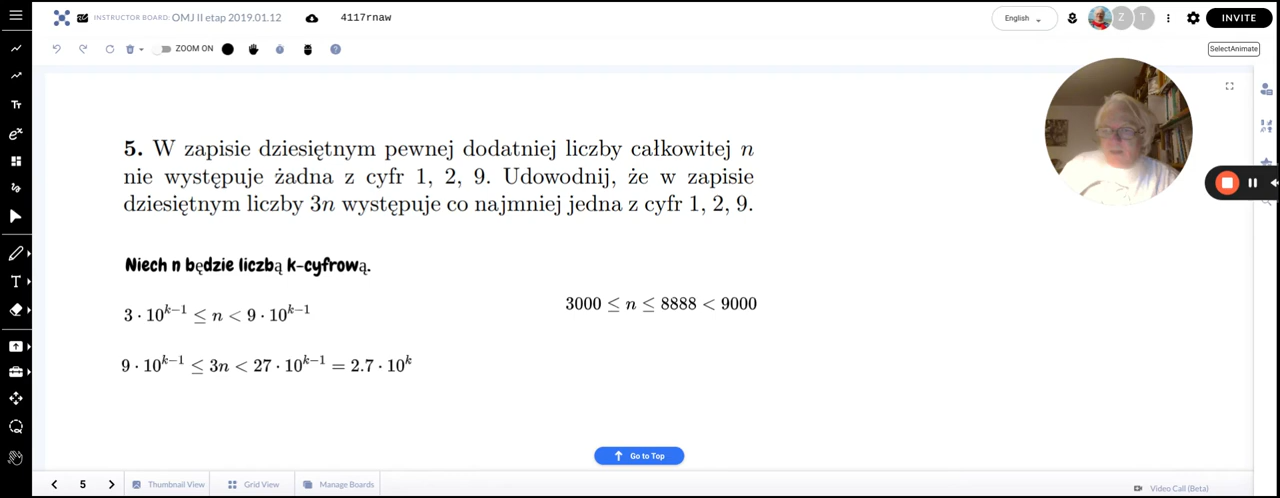 INSTRUCTOR BOARD: OMJ II etap 2019.01.12
4117rnaw
English
Z
T
INVITE
ZOOM ON
SelectAnimate
5. W zapisie dziesiętnym pewnej dodatniej liczby całkowitej n
nie występuje żadna z cyfr 1, 2, 9. Udowodnij, że w zapisie
dziesiętnym liczby 3n występuje co najmniej jedna z cyfr 1, 2, 9.
Niech n będzie liczbą k-cyfrową.
3 · 10^{k−1} ≤ n < 9 · 10^{k−1}
3000 ≤ n ≤ 8888 < 9000
9 · 10^{k−1} ≤ 3n < 27 · 10^{k−1} = 2.7 · 10^k
Go to Top
5
Thumbnail View
Grid View
Manage Boards
Video Call (Beta)